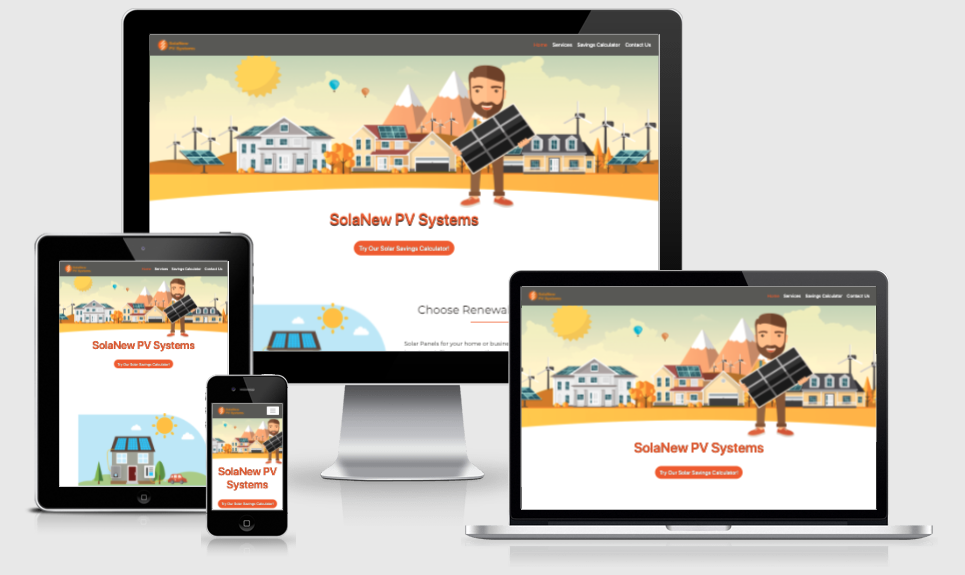 SolaNew
PV Systems
Home Services Savings Calculator Contact Us
SolaNew PV Systems
Try Our Solar Savings Calculator!
Choose Renewal
Solar Panels for your home or busine
SolaNew
PV Systems
Home Services Savings Calculator Contact Us
SolaNew PV Systems
Try Our Solar Savings Calculator!
SolaNew
PV Systems
SolaNew PV
Systems
Try Our Solar Savings Calculator!
SolaNew
PV Systems
Home Services Savings Calculator Contact Us
SolaNew PV Systems
Try Our Solar Savings Calculator!